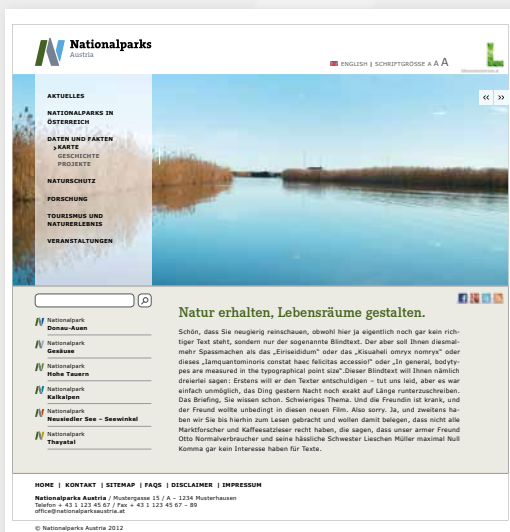 Nationalparks
Austria
ENGLISH | SCHRIFTGRÖSSE A A A
AKTUELLES
NATIONALPARKS IN
ÖSTERREICH
DATEN UND FAKTEN
KARTE
GESCHICHTE
PROJEKTE
NATURSCHUTZ
FORSCHUNG
TOURISMUS UND
NATURERLEBNIS
VERANSTALTUNGEN
Nationalpark
Donau-Auen
Nationalpark
Gesäuse
Nationalpark
Hohe Tauern
Nationalpark
Kalkalpen
Nationalpark
Neusiedler See – Seewinkel
Nationalpark
Thayatal
Natur erhalten, Lebensräume gestalten.
Schön, dass Sie neugierig reinschauen, obwohl hier ja eigentlich noch gar kein rich-
tiger Text steht, sondern nur der sogenannte Blindtext. Der aber soll Ihnen diesmal-
mehr Spassmachen als das „Eiriseididum“ oder das „Kisuaheli omryx nomryx“ oder
dieses „Iamquantominoris constat haec felicitas accessio!“ oder „In general, bodyty-
pes are measured in the typographical point size“.Dieser Blindtext will Ihnen nämlich
dreierlei sagen: Erstens will er den Texter entschuldigen – tut uns leid, aber es war
einfach unmöglich, das Ding gestern Nacht noch exakt auf Länge runterzuschreiben.
Das Briefing, Sie wissen schon. Schwieriges Thema. Und die Freundin ist krank, und
der Freund wollte unbedingt in diesen neuen Film. Also sorry. Ja, und zweitens ha-
ben wir Sie bis hierhin zum Lesen gebracht und wollen damit belegen, dass nicht alle
Marktforscher und Kaffeesatzleser recht haben, die sagen, dass unser armer Freund
Otto Normalverbraucher und seine hässliche Schwester Lieschen Müller maximal Null
Komma gar kein Interesse haben für Texte.
HOME | KONTAKT | SITEMAP | FAQS | DISCLAIMER | IMPRESSUM
Nationalparks Austria / Mustergasse 15 / A – 1234 Musterhausen
Telefon + 43 1 123 45 67 / Fax + 43 1 123 45 67 – 89
office@nationalparksaustria.at
© Nationalparks Austria 2012